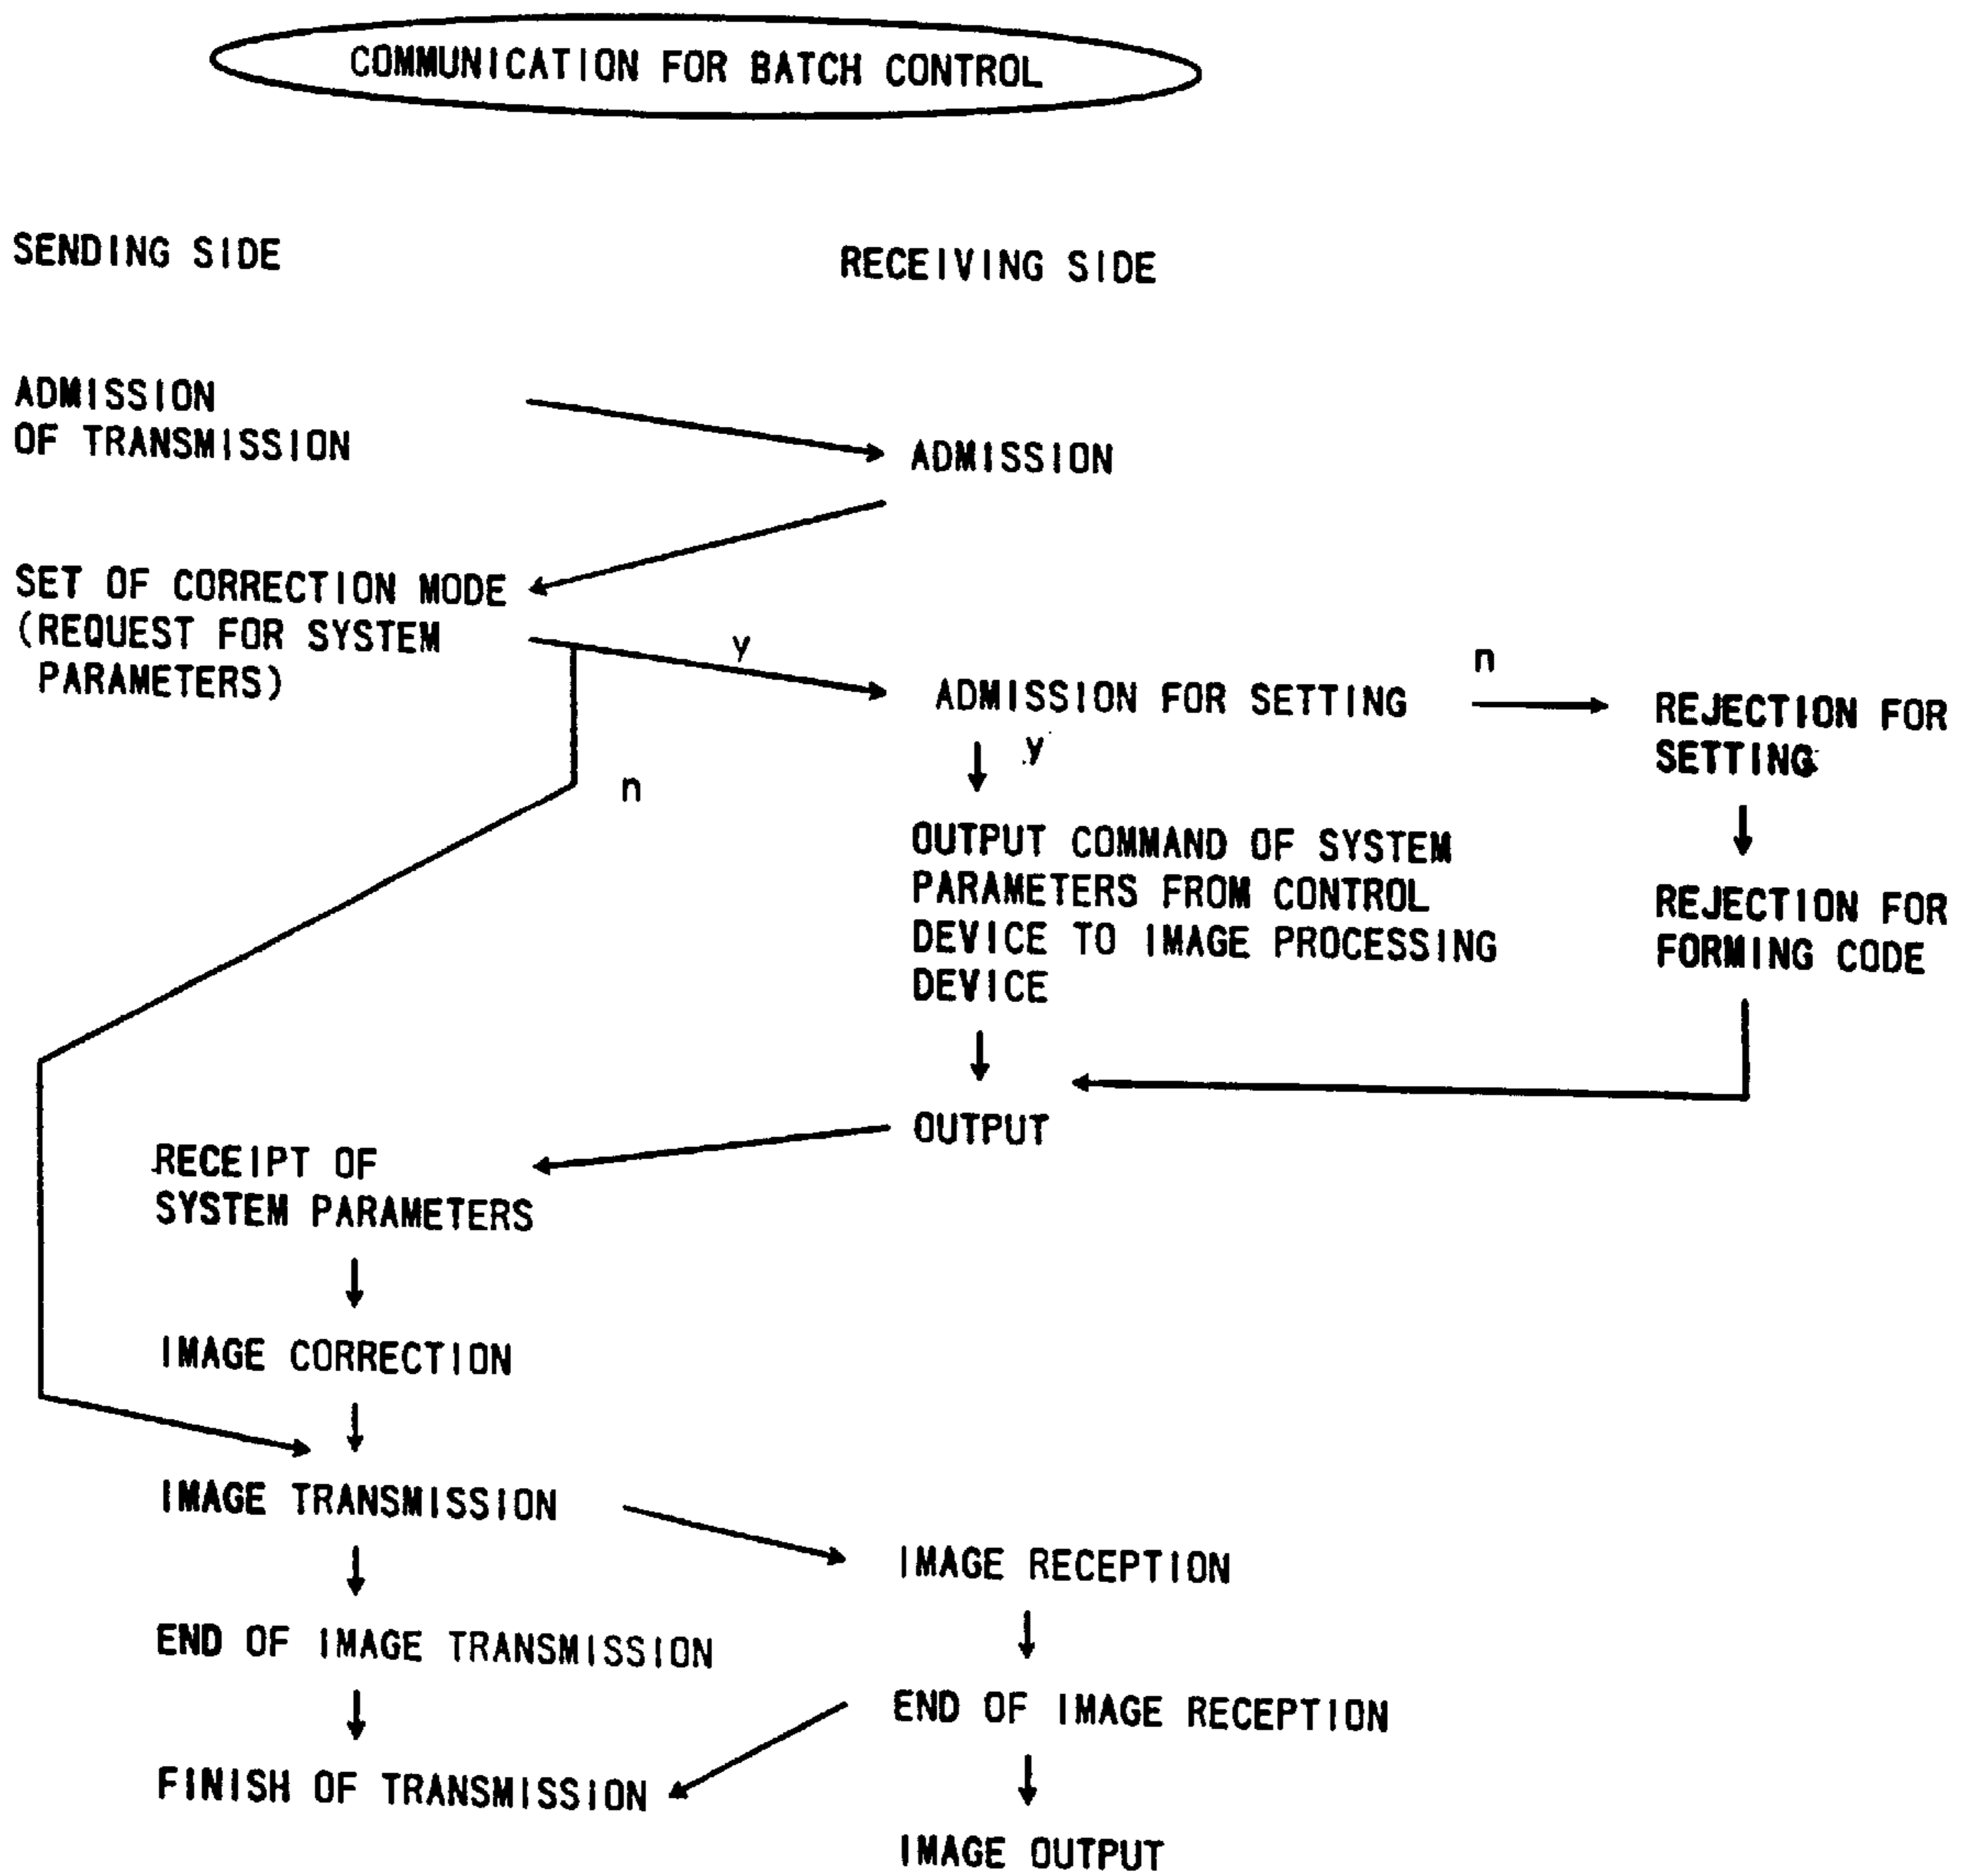 COMMUNICATION FOR BATCH CONTROL
SENDING SIDE
RECEIVING SIDE
ADMISSION
OF TRANSMISSION
ADMISSION
SET OF CORRECTION MODE
(REQUEST FOR SYSTEM
PARAMETERS)
y
n
ADMISSION FOR SETTING
n
REJECTION FOR
SETTING
y
OUTPUT COMMAND OF SYSTEM
PARAMETERS FROM CONTROL
DEVICE TO IMAGE PROCESSING
DEVICE
REJECTION FOR
FORMING CODE
OUTPUT
RECEIPT OF
SYSTEM PARAMETERS
IMAGE CORRECTION
IMAGE TRANSMISSION
IMAGE RECEPTION
END OF IMAGE TRANSMISSION
END OF IMAGE RECEPTION
FINISH OF TRANSMISSION
IMAGE OUTPUT